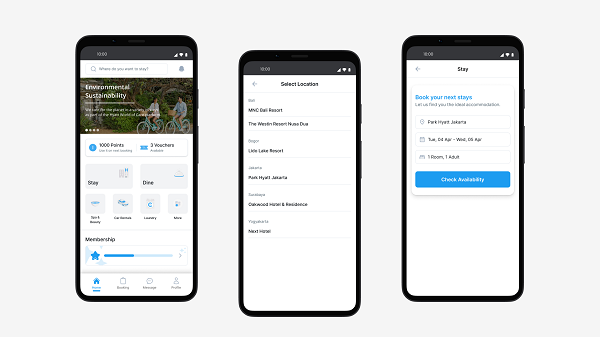 10:00
Where do you want to stay?
Environmental
Sustainability
We care for the planet in a variety of ways
as part of the Hyatt World of Care platform.
1000 Points
Use it for next booking
3 Vouchers
Available
Stay
Dine
Spa &
Beauty
Car Rental
Laundry
More
Membership
Home
Booking
Message
Profile
10:00
Select Location
Bali
MNC Bali Resort
The Westin Resort Nusa Dua
Bogor
Lido Lake Resort
Jakarta
Park Hyatt Jakarta
Surabaya
Oakwood Hotel & Residence
Yogyakarta
Next Hotel
10:00
Stay
Book your next stays
Let us find you the ideal accommodation.
Park Hyatt Jakarta
Tue, 04 Apr - Wed, 05 Apr
1 Room, 1 Adult
Check Availability